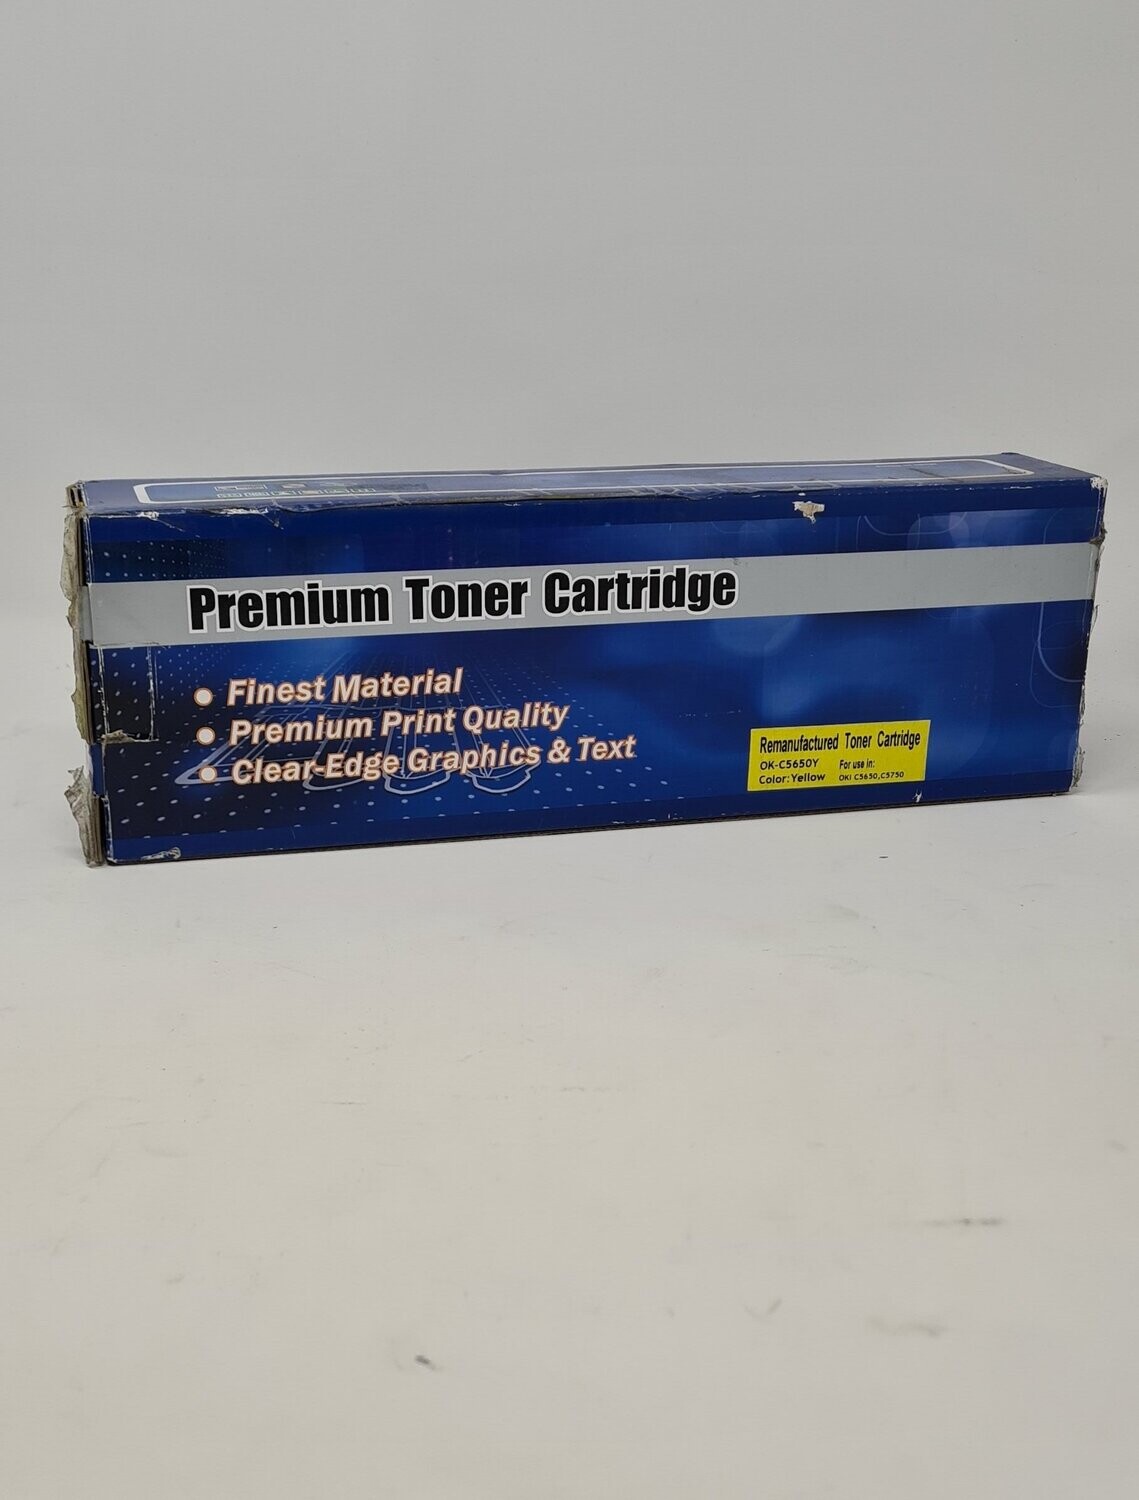 Premium Toner Cartridge
Finest Material
Premium Print Quality
Clear-Edge Graphics & Text
Remanufactured Toner Cartridge
OK-C5650Y For use in:
Color: Yellow OKI C5650,C5750